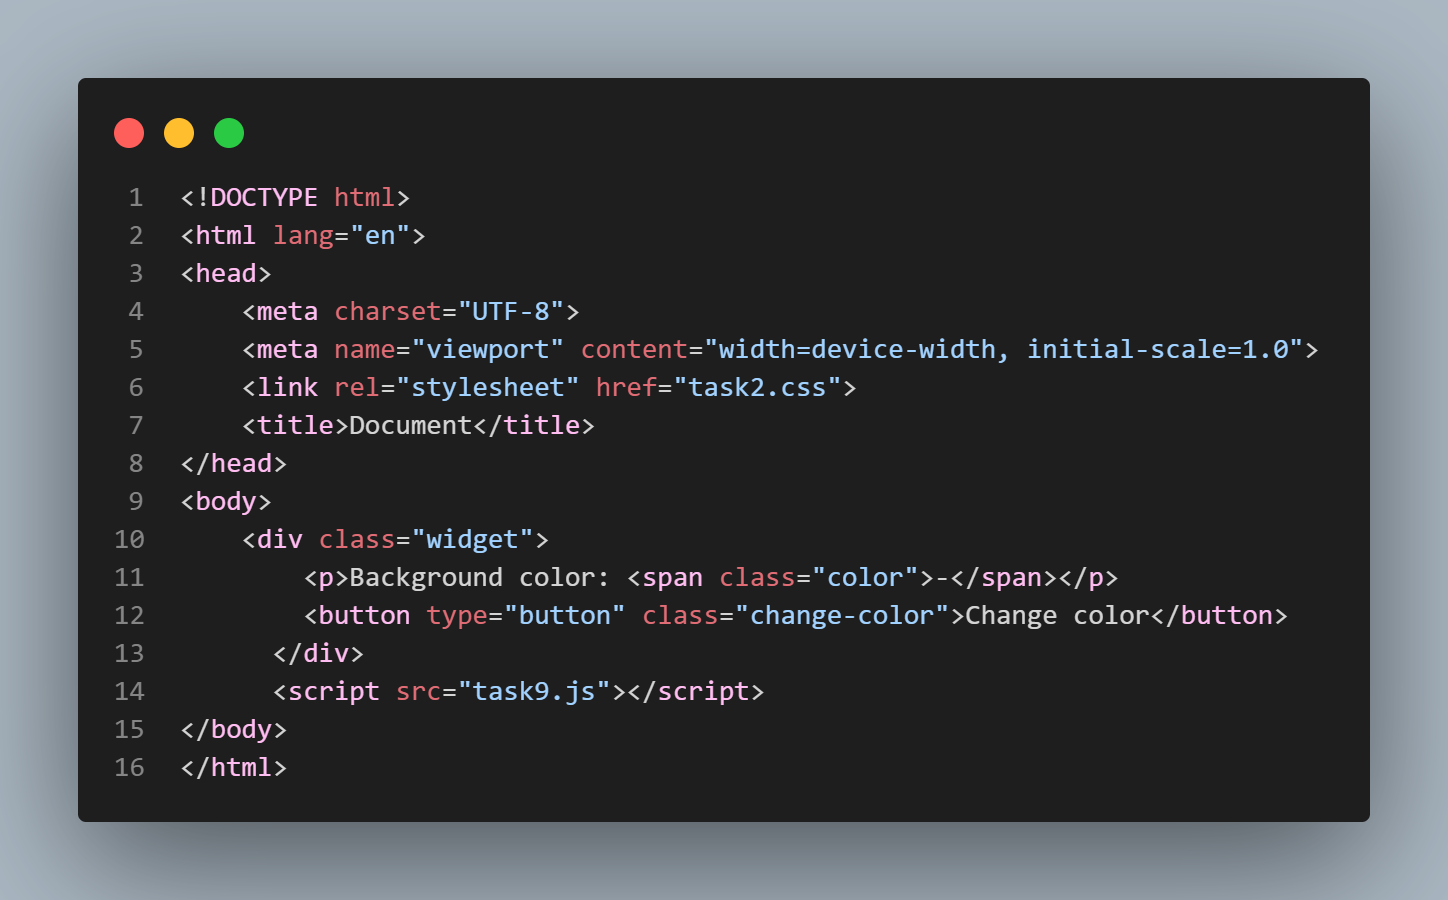 1 <!DOCTYPE html>
2 <html lang="en">
3 <head>
4     <meta charset="UTF-8">
5     <meta name="viewport" content="width=device-width, initial-scale=1.0">
6     <link rel="stylesheet" href="task2.css">
7     <title>Document</title>
8 </head>
9 <body>
10     <div class="widget">
11         <p>Background color: <span class="color">-</span></p>
12         <button type="button" class="change-color">Change color</button>
13       </div>
14       <script src="task9.js"></script>
15 </body>
16 </html>